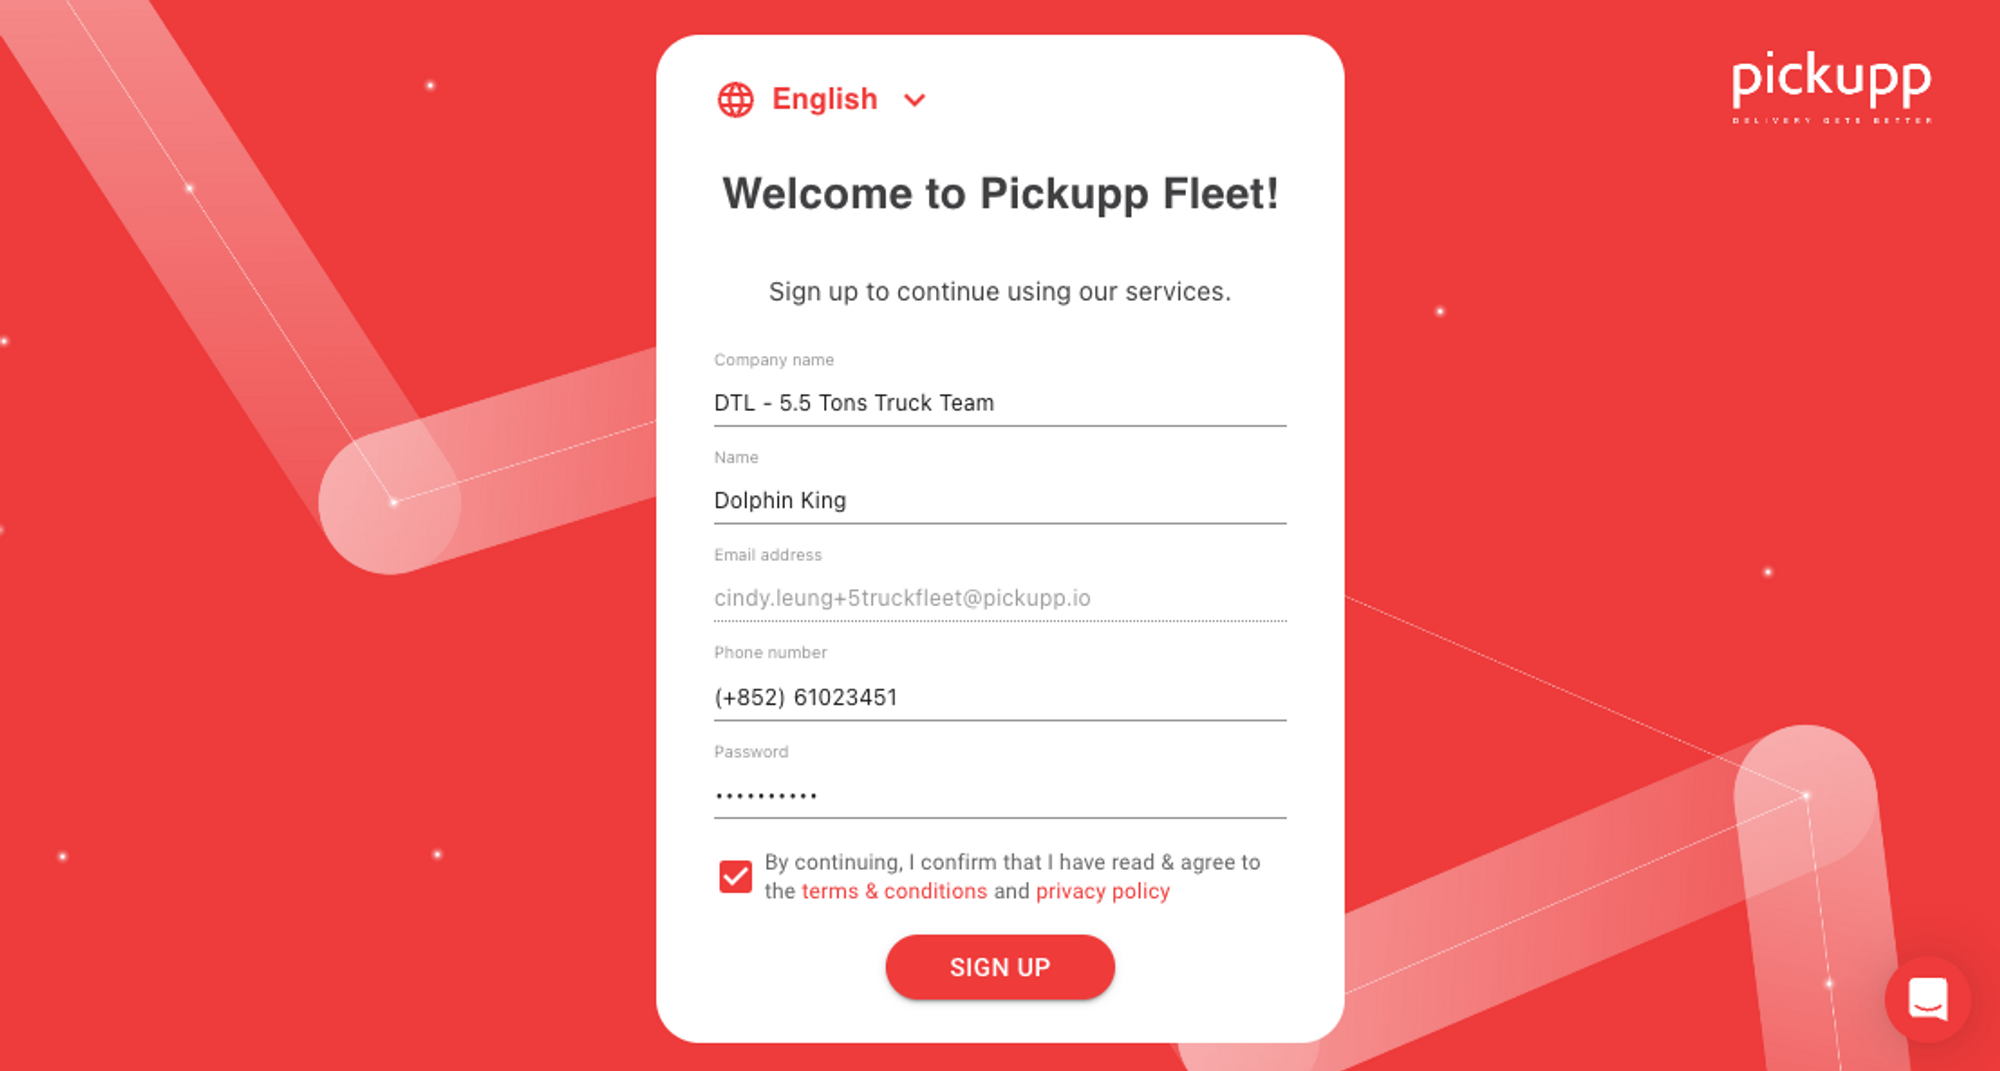 English
pickupp
DELIVERY GETS BETTER
Welcome to Pickupp Fleet!
Sign up to continue using our services.
Company name
DTL - 5.5 Tons Truck Team
Name
Dolphin King
Email address
cindy.leung+5truckfleet@pickupp.io
Phone number
(+852) 61023451
Password
••••••••••
By continuing, I confirm that I have read & agree to
the terms & conditions and privacy policy
SIGN UP